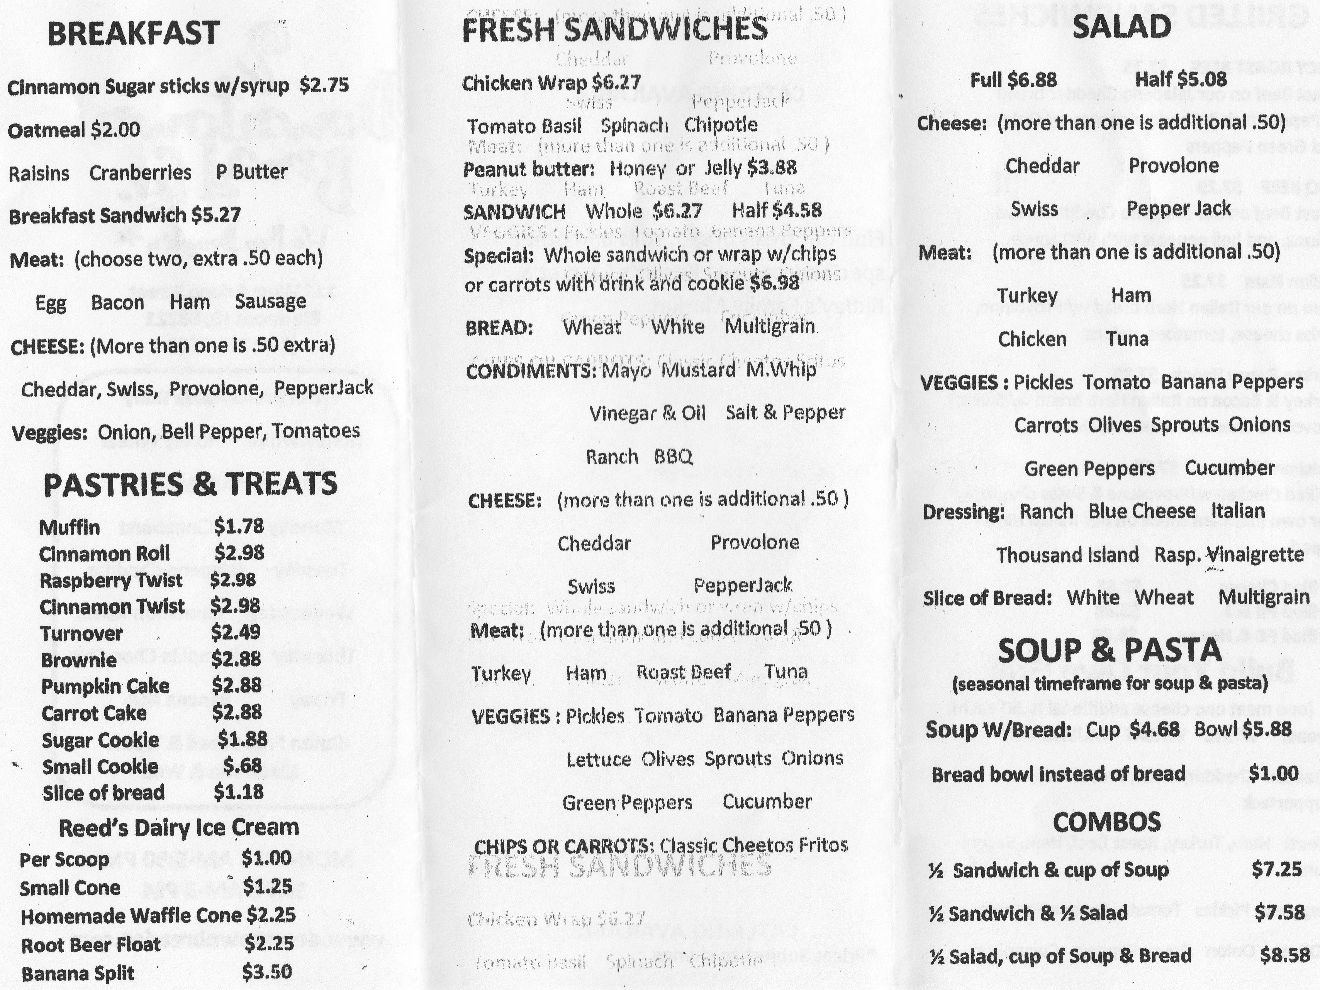 BREAKFAST
Cinnamon Sugar sticks w/syrup $2.75
Oatmeal $2.00
Raisins Cranberries P Butter
Breakfast Sandwich $5.27
Meat: (choose two, extra .50 each)
Egg Bacon Ham Sausage
CHEESE: (More than one is .50 extra)
Cheddar, Swiss, Provolone, PepperJack
Veggies: Onion, Bell Pepper, Tomatoes
PASTRIES & TREATS
Muffin $1.78
Cinnamon Roll $2.98
Raspberry Twist $2.98
Cinnamon Twist $2.98
Turnover $2.49
Brownie $2.88
Pumpkin Cake $2.88
Carrot Cake $2.88
Sugar Cookie $1.88
Small Cookie $.68
Slice of bread $1.18
Reed's Dairy Ice Cream
Per Scoop $1.00
Small Cone $1.25
Homemade Waffle Cone $2.25
Root Beer Float $2.25
Banana Split $3.50
FRESH SANDWICHES
Chicken Wrap $6.27
Tomato Basil Spinach Chipotle
Peanut butter: Honey or Jelly $3.88
SANDWICH Whole $6.27 Half $4.58
Special: Whole sandwich or wrap w/chips
or carrots with drink and cookie $6.98
BREAD: Wheat White Multigrain
CONDIMENTS: Mayo Mustard M.Whip
Vinegar & Oil Salt & Pepper
Ranch BBQ
CHEESE: (more than one is additional .50 )
Cheddar Provolone
Swiss PepperJack
Meat: (more than one is additional .50 )
Turkey Ham Roast Beef Tuna
VEGGIES : Pickles Tomato Banana Peppers
Lettuce Olives Sprouts Onions
Green Peppers Cucumber
CHIPS OR CARROTS: Classic Cheetos Fritos
FRESH SANDWICHES
Chicken Wrap $6.27
Tomato Basil Spinach Chipotle
SALAD
Full $6.88 Half $5.08
Cheese: (more than one is additional .50)
Cheddar Provolone
Swiss Pepper Jack
Meat: (more than one is additional .50)
Turkey Ham
Chicken Tuna
VEGGIES : Pickles Tomato Banana Peppers
Carrots Olives Sprouts Onions
Green Peppers Cucumber
Dressing: Ranch Blue Cheese Italian
Thousand Island Rasp. Vinaigrette
Slice of Bread: White Wheat Multigrain
SOUP & PASTA
(seasonal timeframe for soup & pasta)
Soup W/Bread: Cup $4.68 Bowl $5.88
Bread bowl instead of bread $1.00
COMBOS
½ Sandwich & cup of Soup $7.25
½ Sandwich & ½ Salad $7.58
½ Salad, cup of Soup & Bread $8.58